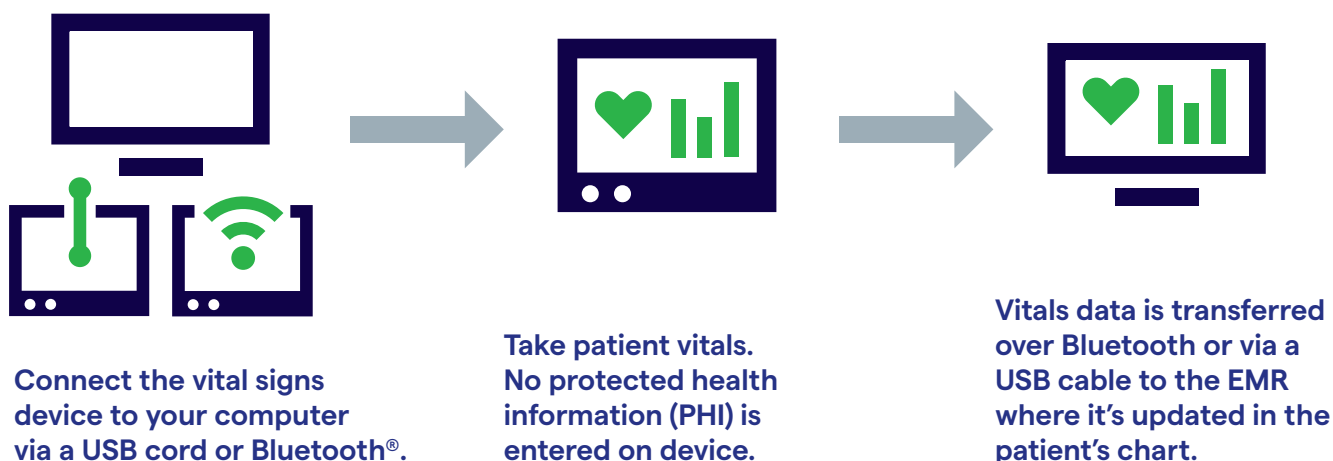 Connect the vital signs
device to your computer
via a USB cord or Bluetooth®.
Take patient vitals.
No protected health
information (PHI) is
entered on device.
Vitals data is transferred
over Bluetooth or via a
USB cable to the EMR
where it's updated in the
patient's chart.